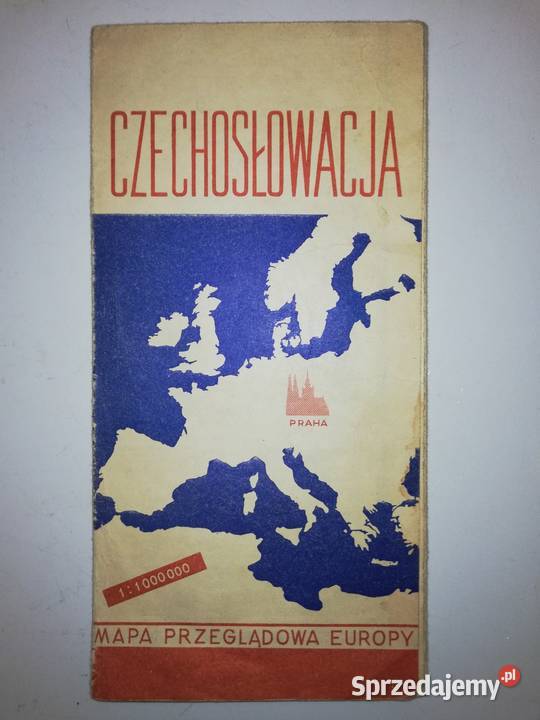 CZECHOSŁOWACJA
PRAHA
1:1000000
MAPA PRZEGLĄDOWA EUROPY
Sprzedajemy.pl